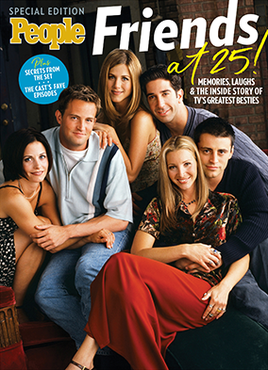 SPECIAL EDITION
People
Friends
at 25!
Plus
SECRETS FROM
THE SET
THE CAST'S FAVE
EPISODES
MEMORIES, LAUGHS
& THE INSIDE STORY OF
TV'S GREATEST BESTIES